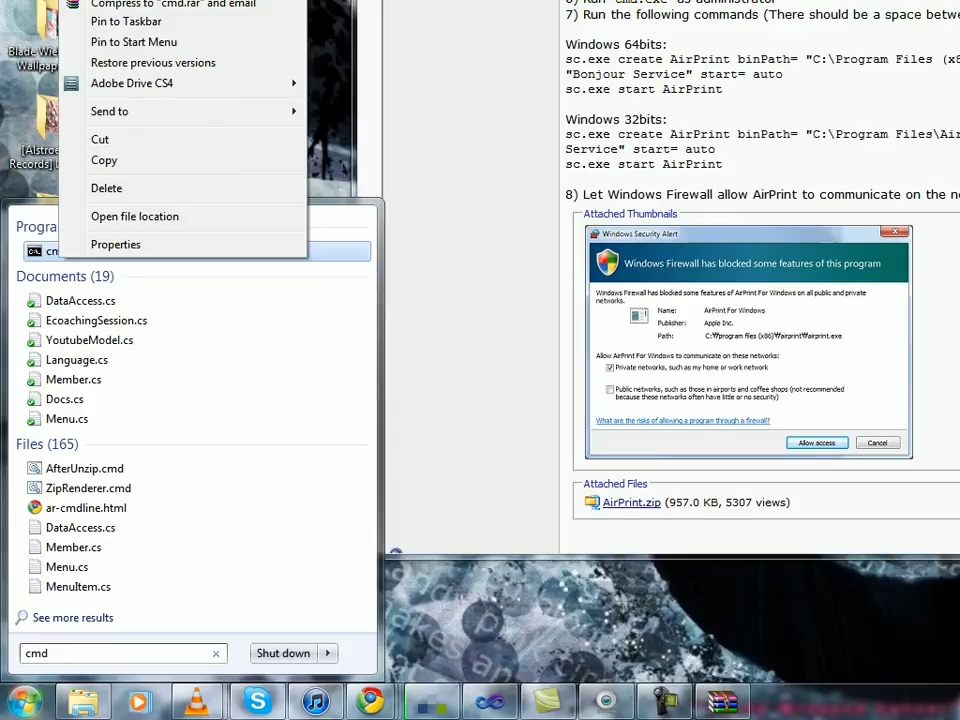 Compress to "cmd.rar" and email
Pin to Taskbar
Pin to Start Menu
Restore previous versions
Adobe Drive CS4
Send to
Cut
Copy
Delete
Open file location
Properties
Blade
Wallpap
[Alstroe
Records]
Progra
Documents (19)
DataAccess.cs
EcoachingSession.cs
YoutubeModel.cs
Language.cs
Member.cs
Docs.cs
Menu.cs
Files (165)
AfterUnzip.cmd
ZipRenderer.cmd
ar-cmdline.html
DataAccess.cs
Member.cs
Menu.cs
MenuItem.cs
See more results
cmd
Shut down
7) Run the following commands (There should be a space betwe
Windows 64bits:
sc.exe create AirPrint binPath= "C:\Program Files (x8
"Bonjour Service" start= auto
sc.exe start AirPrint
Windows 32bits:
sc.exe create AirPrint binPath= "C:\Program Files\Air
Service" start= auto
sc.exe start AirPrint
8) Let Windows Firewall allow AirPrint to communicate on the ne
Attached Thumbnails
Windows Security Alert
Windows Firewall has blocked some features of this program
Windows Firewall has blocked some features of AirPrint For Windows on all public and private
networks.
Name: AirPrint For Windows
Publisher: Apple Inc.
Path: C:₩program files (x86)₩airprint₩airprint.exe
Allow AirPrint For Windows to communicate on these networks:
Private networks, such as my home or work network
Public networks, such as those in airports and coffee shops (not recommended
because these networks often have little or no security)
What are the risks of allowing a program through a firewall?
Allow access
Cancel
Attached Files
AirPrint.zip (957.0 KB, 5307 views)